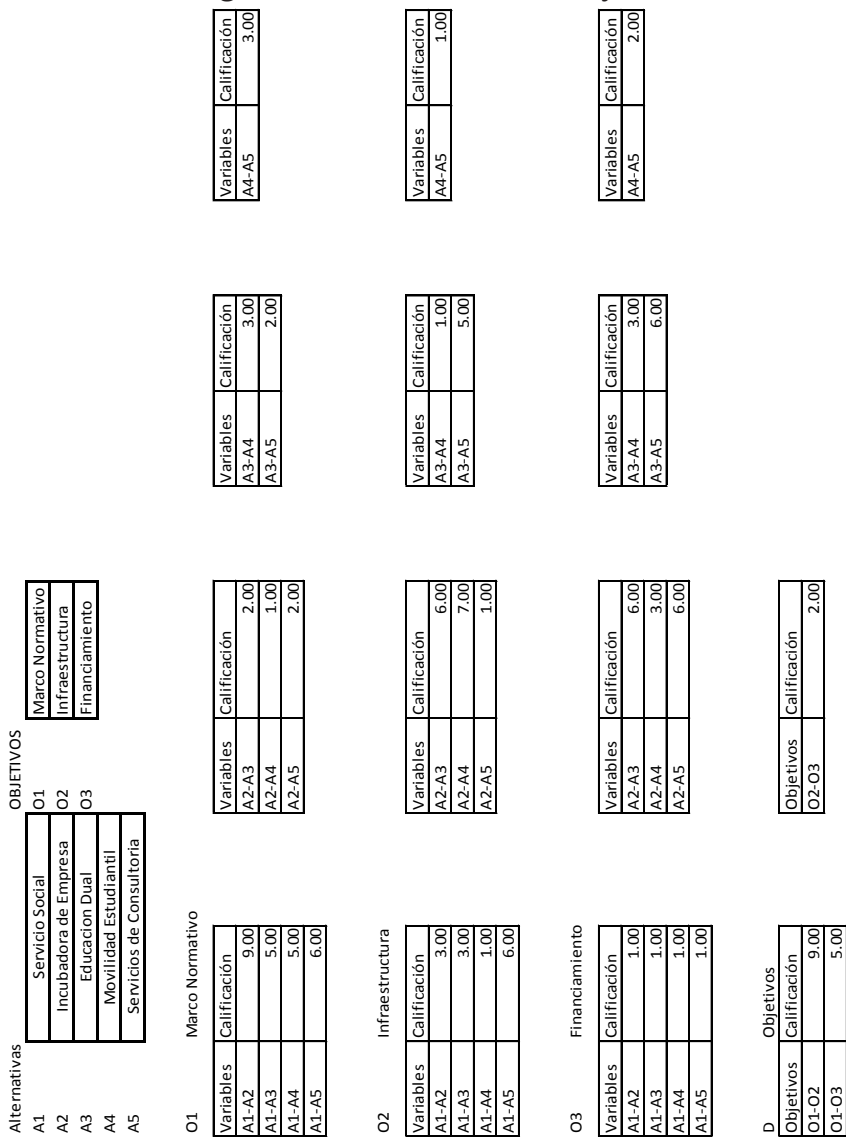 Alternativas OBJETIVOS
A1 Servicio Social O1 Marco Normativo
A2 Incubadora de Empresa O2 Infraestructura
A3 Educacion Dual O3 Financiamiento
A4 Movilidad Estudiantil
A5 Servicios de Consultoria
O1 Marco Normativo
Variables Calificación Variables Calificación Variables Calificación Variables Calificación
A1-A2 9.00 A2-A3 2.00 A3-A4 3.00 A4-A5 3.00
A1-A3 5.00 A2-A4 1.00 A3-A5 2.00
A1-A4 5.00 A2-A5 2.00
A1-A5 6.00
O2 Infraestructura
Variables Calificación Variables Calificación Variables Calificación Variables Calificación
A1-A2 3.00 A2-A3 6.00 A3-A4 1.00 A4-A5 1.00
A1-A3 3.00 A2-A4 7.00 A3-A5 5.00
A1-A4 1.00 A2-A5 1.00
A1-A5 6.00
O3 Financiamiento
Variables Calificación Variables Calificación Variables Calificación Variables Calificación
A1-A2 1.00 A2-A3 6.00 A3-A4 3.00 A4-A5 2.00
A1-A3 1.00 A2-A4 3.00 A3-A5 6.00
A1-A4 1.00 A2-A5 6.00
A1-A5 1.00
D Objetivos
Objetivos Calificación Objetivos Calificación
O1-O2 9.00 O2-O3 2.00
O1-O3 5.00